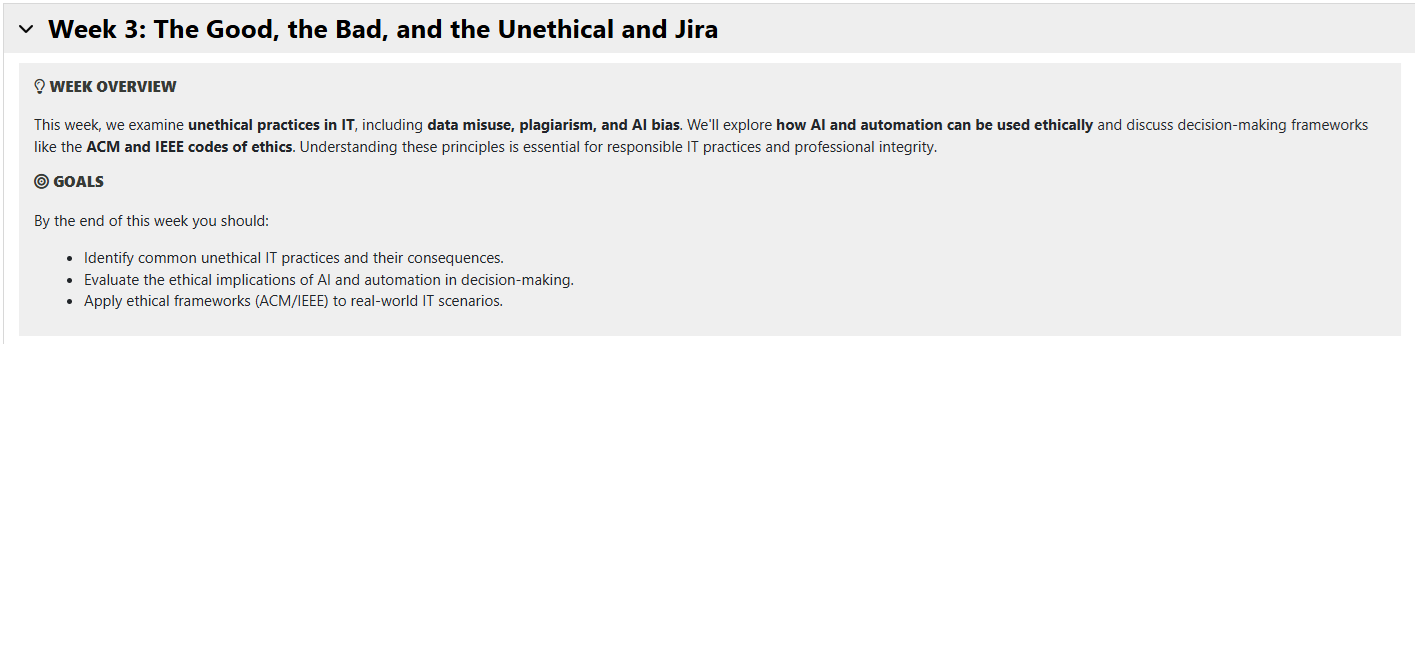 Week 3: The Good, the Bad, and the Unethical and Jira
WEEK OVERVIEW
This week, we examine unethical practices in IT, including data misuse, plagiarism, and AI bias. We'll explore how AI and automation can be used ethically and discuss decision-making frameworks
like the ACM and IEEE codes of ethics. Understanding these principles is essential for responsible IT practices and professional integrity.
GOALS
By the end of this week you should:
• Identify common unethical IT practices and their consequences.
• Evaluate the ethical implications of AI and automation in decision-making.
• Apply ethical frameworks (ACM/IEEE) to real-world IT scenarios.